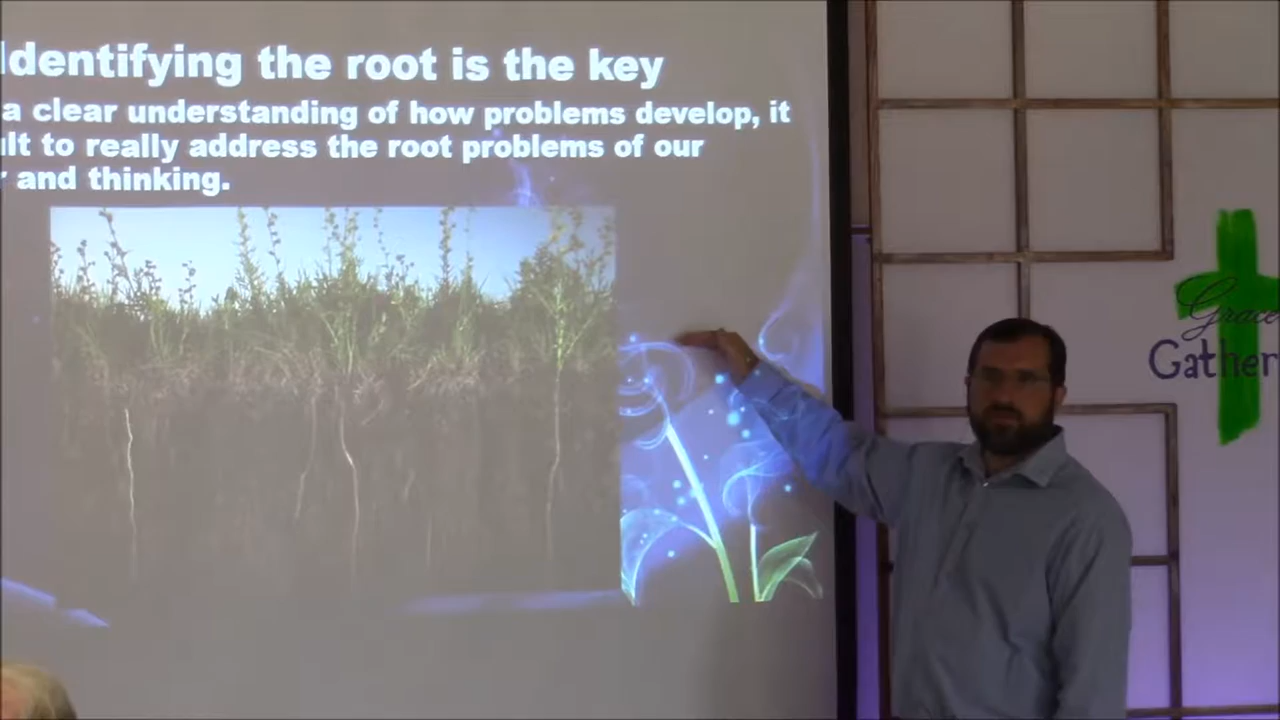 Identifying the root is the key
a clear understanding of how problems develop, it
ult to really address the root problems of our
and thinking.
Grace
Gather